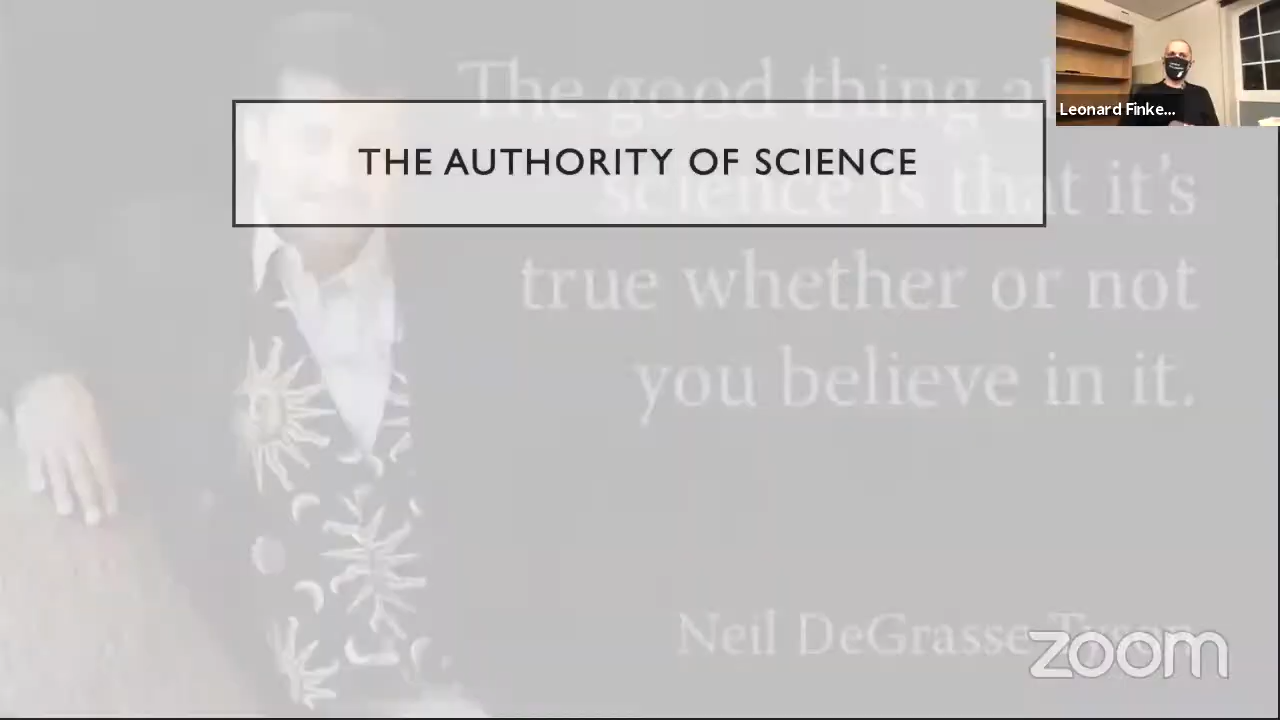 The good thing a
THE AUTHORITY OF SCIENCE
science is that it's
true whether or not
you believe in it.
Neil DeGrasse Tyson
Leonard Finke...
zoom